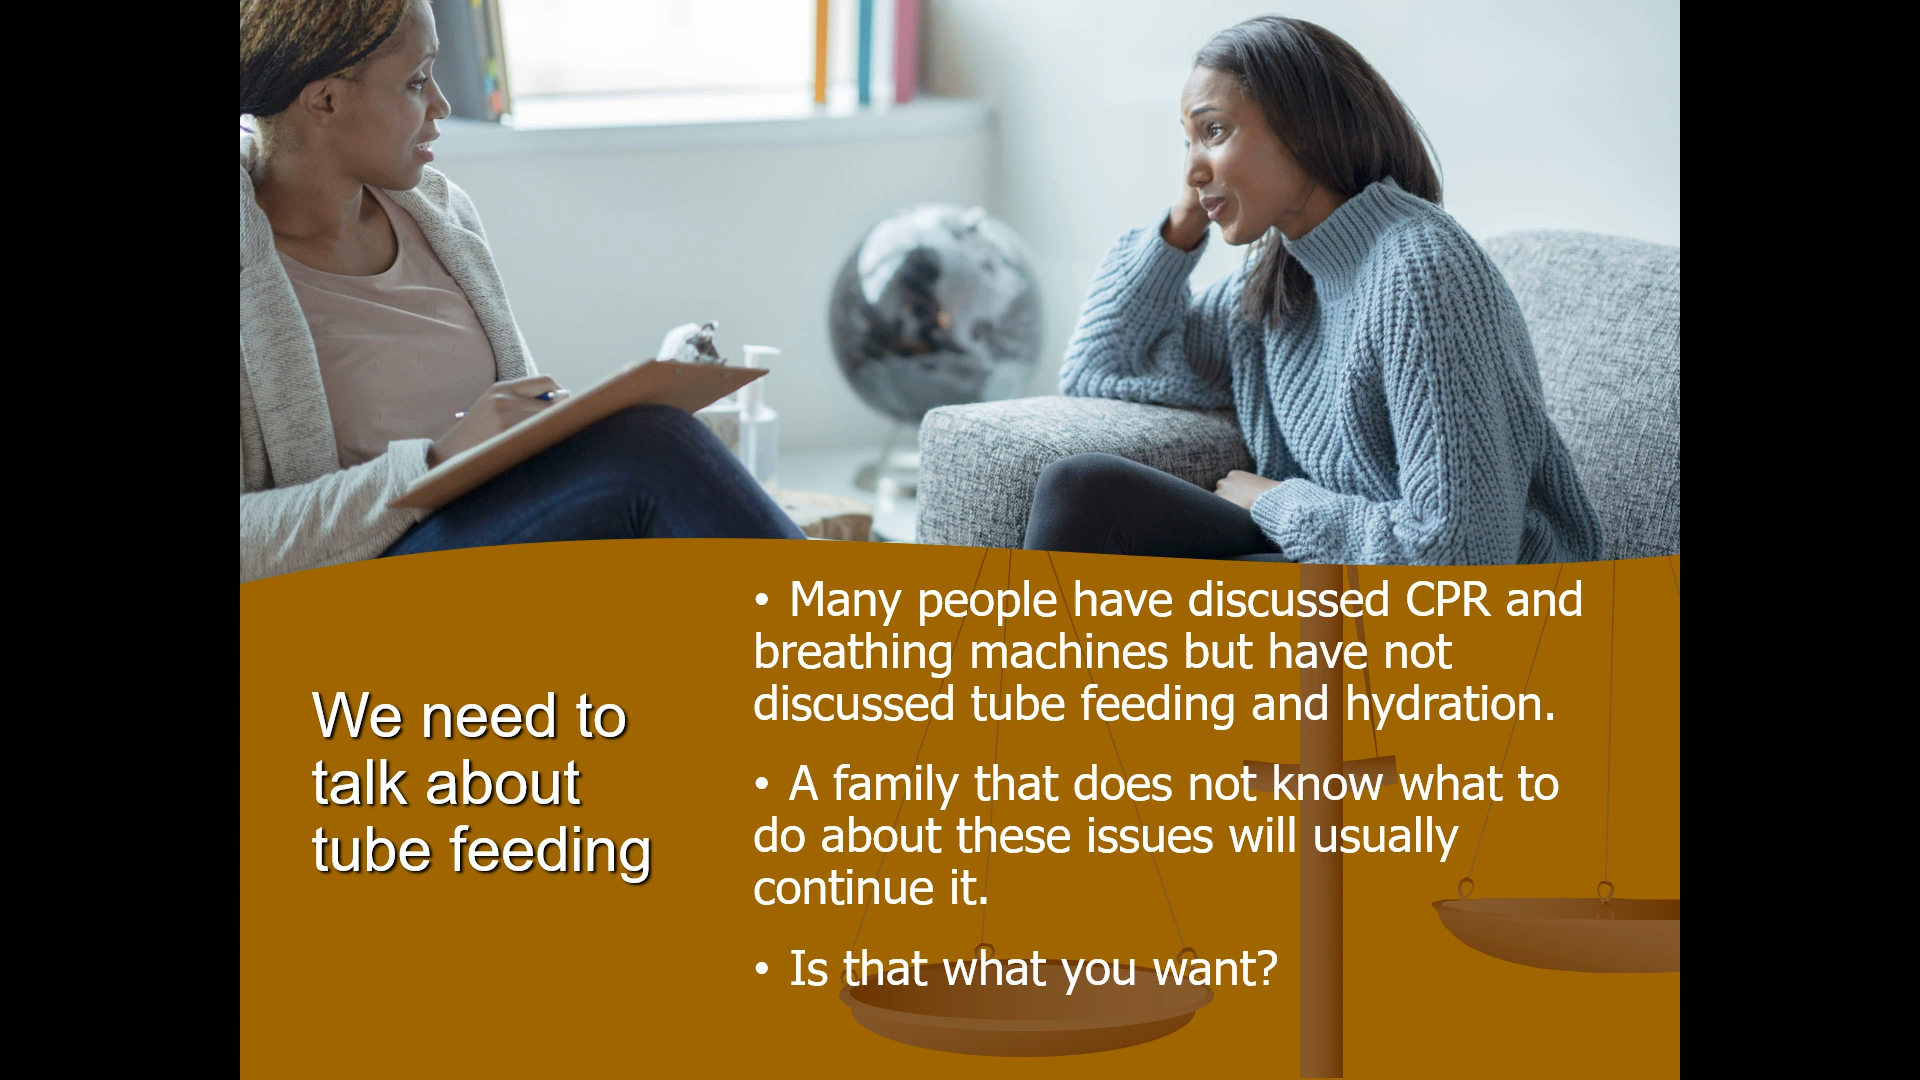 We need to
talk about
tube feeding
• Many people have discussed CPR and
breathing machines but have not
discussed tube feeding and hydration.
• A family that does not know what to
do about these issues will usually
continue it.
• Is that what you want?